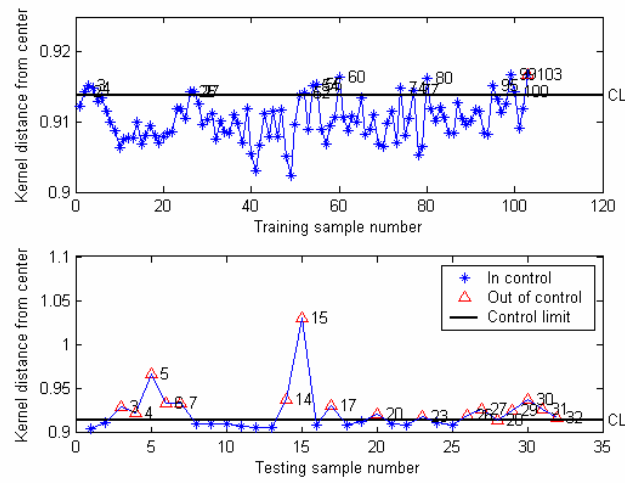 0.92
0.91
0.9
Kernel distance from center
60
80
99
103
100
CL
0 20 40 60 80 100 120
Training sample number
1.1
1.05
1
0.95
0.9
Kernel distance from center
In control
Out of control
Control limit
15
5
3
4
6
7
14
17
20
23
26
27
28
29
30
31
32
CL
0 5 10 15 20 25 30 35
Testing sample number